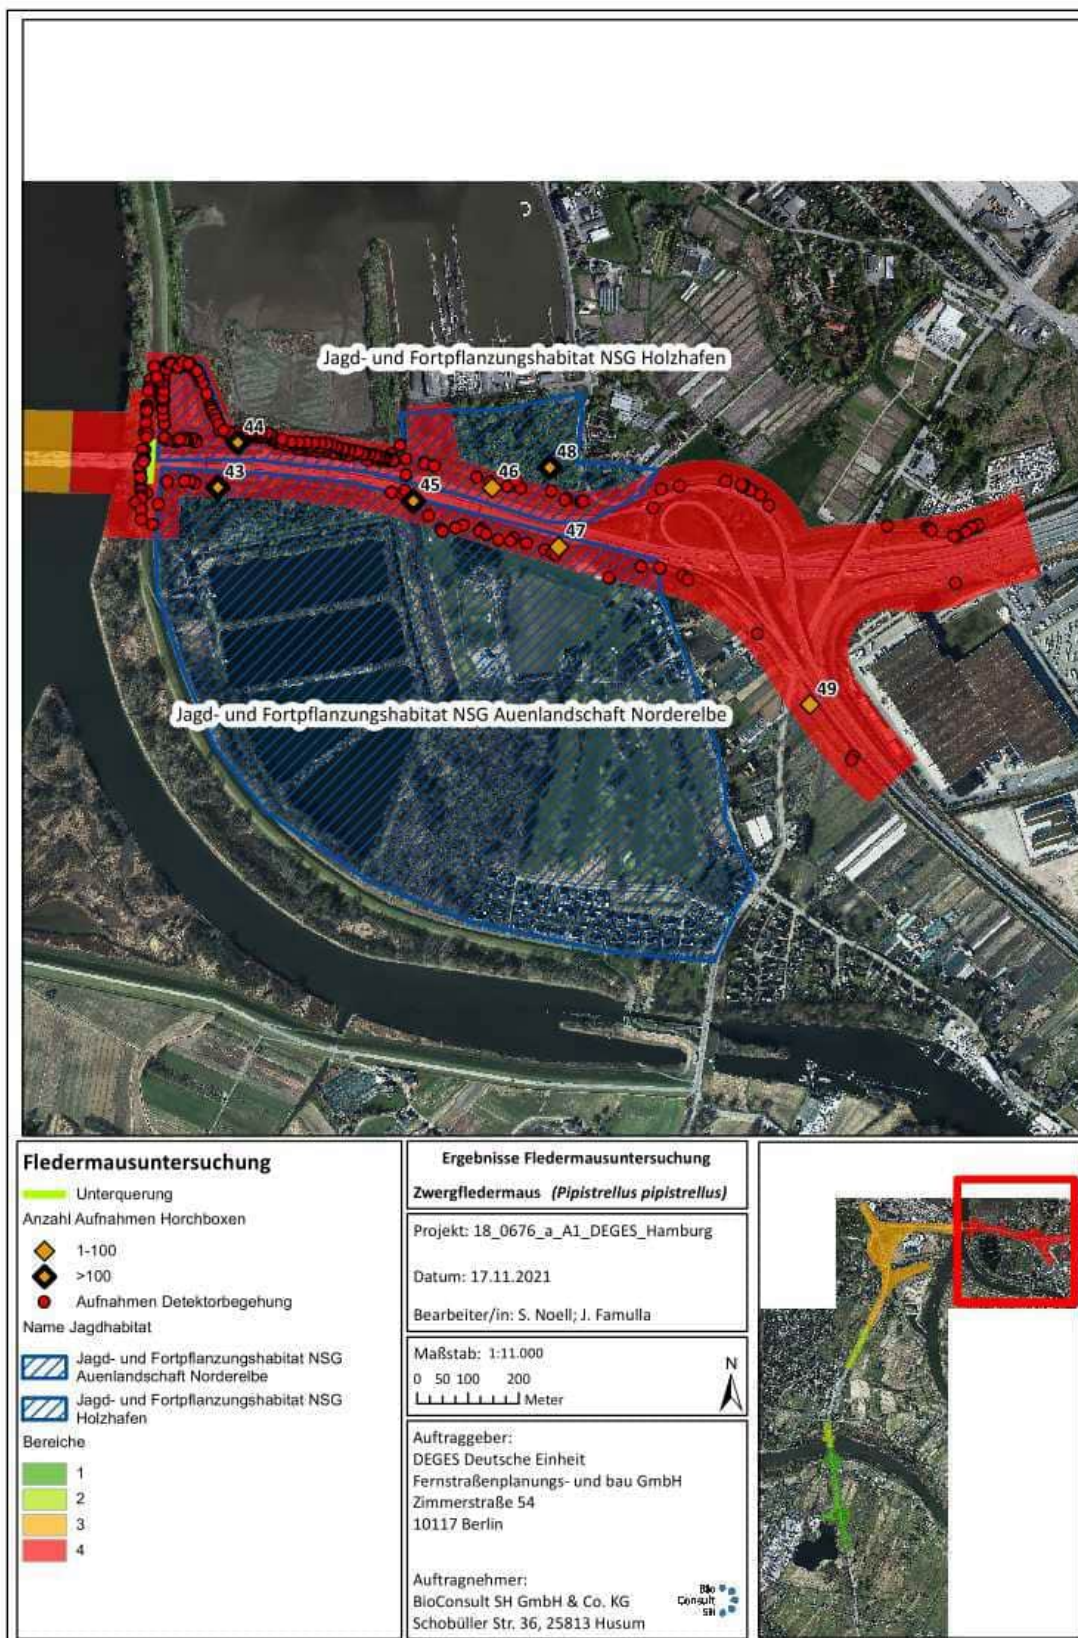 Jagd- und Fortpflanzungshabitat NSG Holzhafen
44
48
43
46
45
47
49
Jagd- und Fortpflanzungshabitat NSG Auenlandschaft Norderelbe
Fledermausuntersuchung
Unterquerung
Anzahl Aufnahmen Horchboxen
1-100
>100
Aufnahmen Detektorbegehung
Name Jagdhabitat
Jagd- und Fortpflanzungshabitat NSG
Auenlandschaft Norderelbe
Jagd- und Fortpflanzungshabitat NSG
Holzhafen
Bereiche
1
2
3
4
Ergebnisse Fledermausuntersuchung
Zwergfledermaus (Pipistrellus pipistrellus)
Projekt: 18_0676_a_A1_DEGES_Hamburg
Datum: 17.11.2021
Bearbeiter/in: S. Noell; J. Famulla
Maßstab: 1:11.000
N
0 50 100 200
Meter
Auftraggeber:
DEGES Deutsche Einheit
Fernstraßenplanungs- und bau GmbH
Zimmerstraße 54
10117 Berlin
Auftragnehmer:
BioConsult SH GmbH & Co. KG
Schobüller Str. 36, 25813 Husum
Bio
Consult
SH